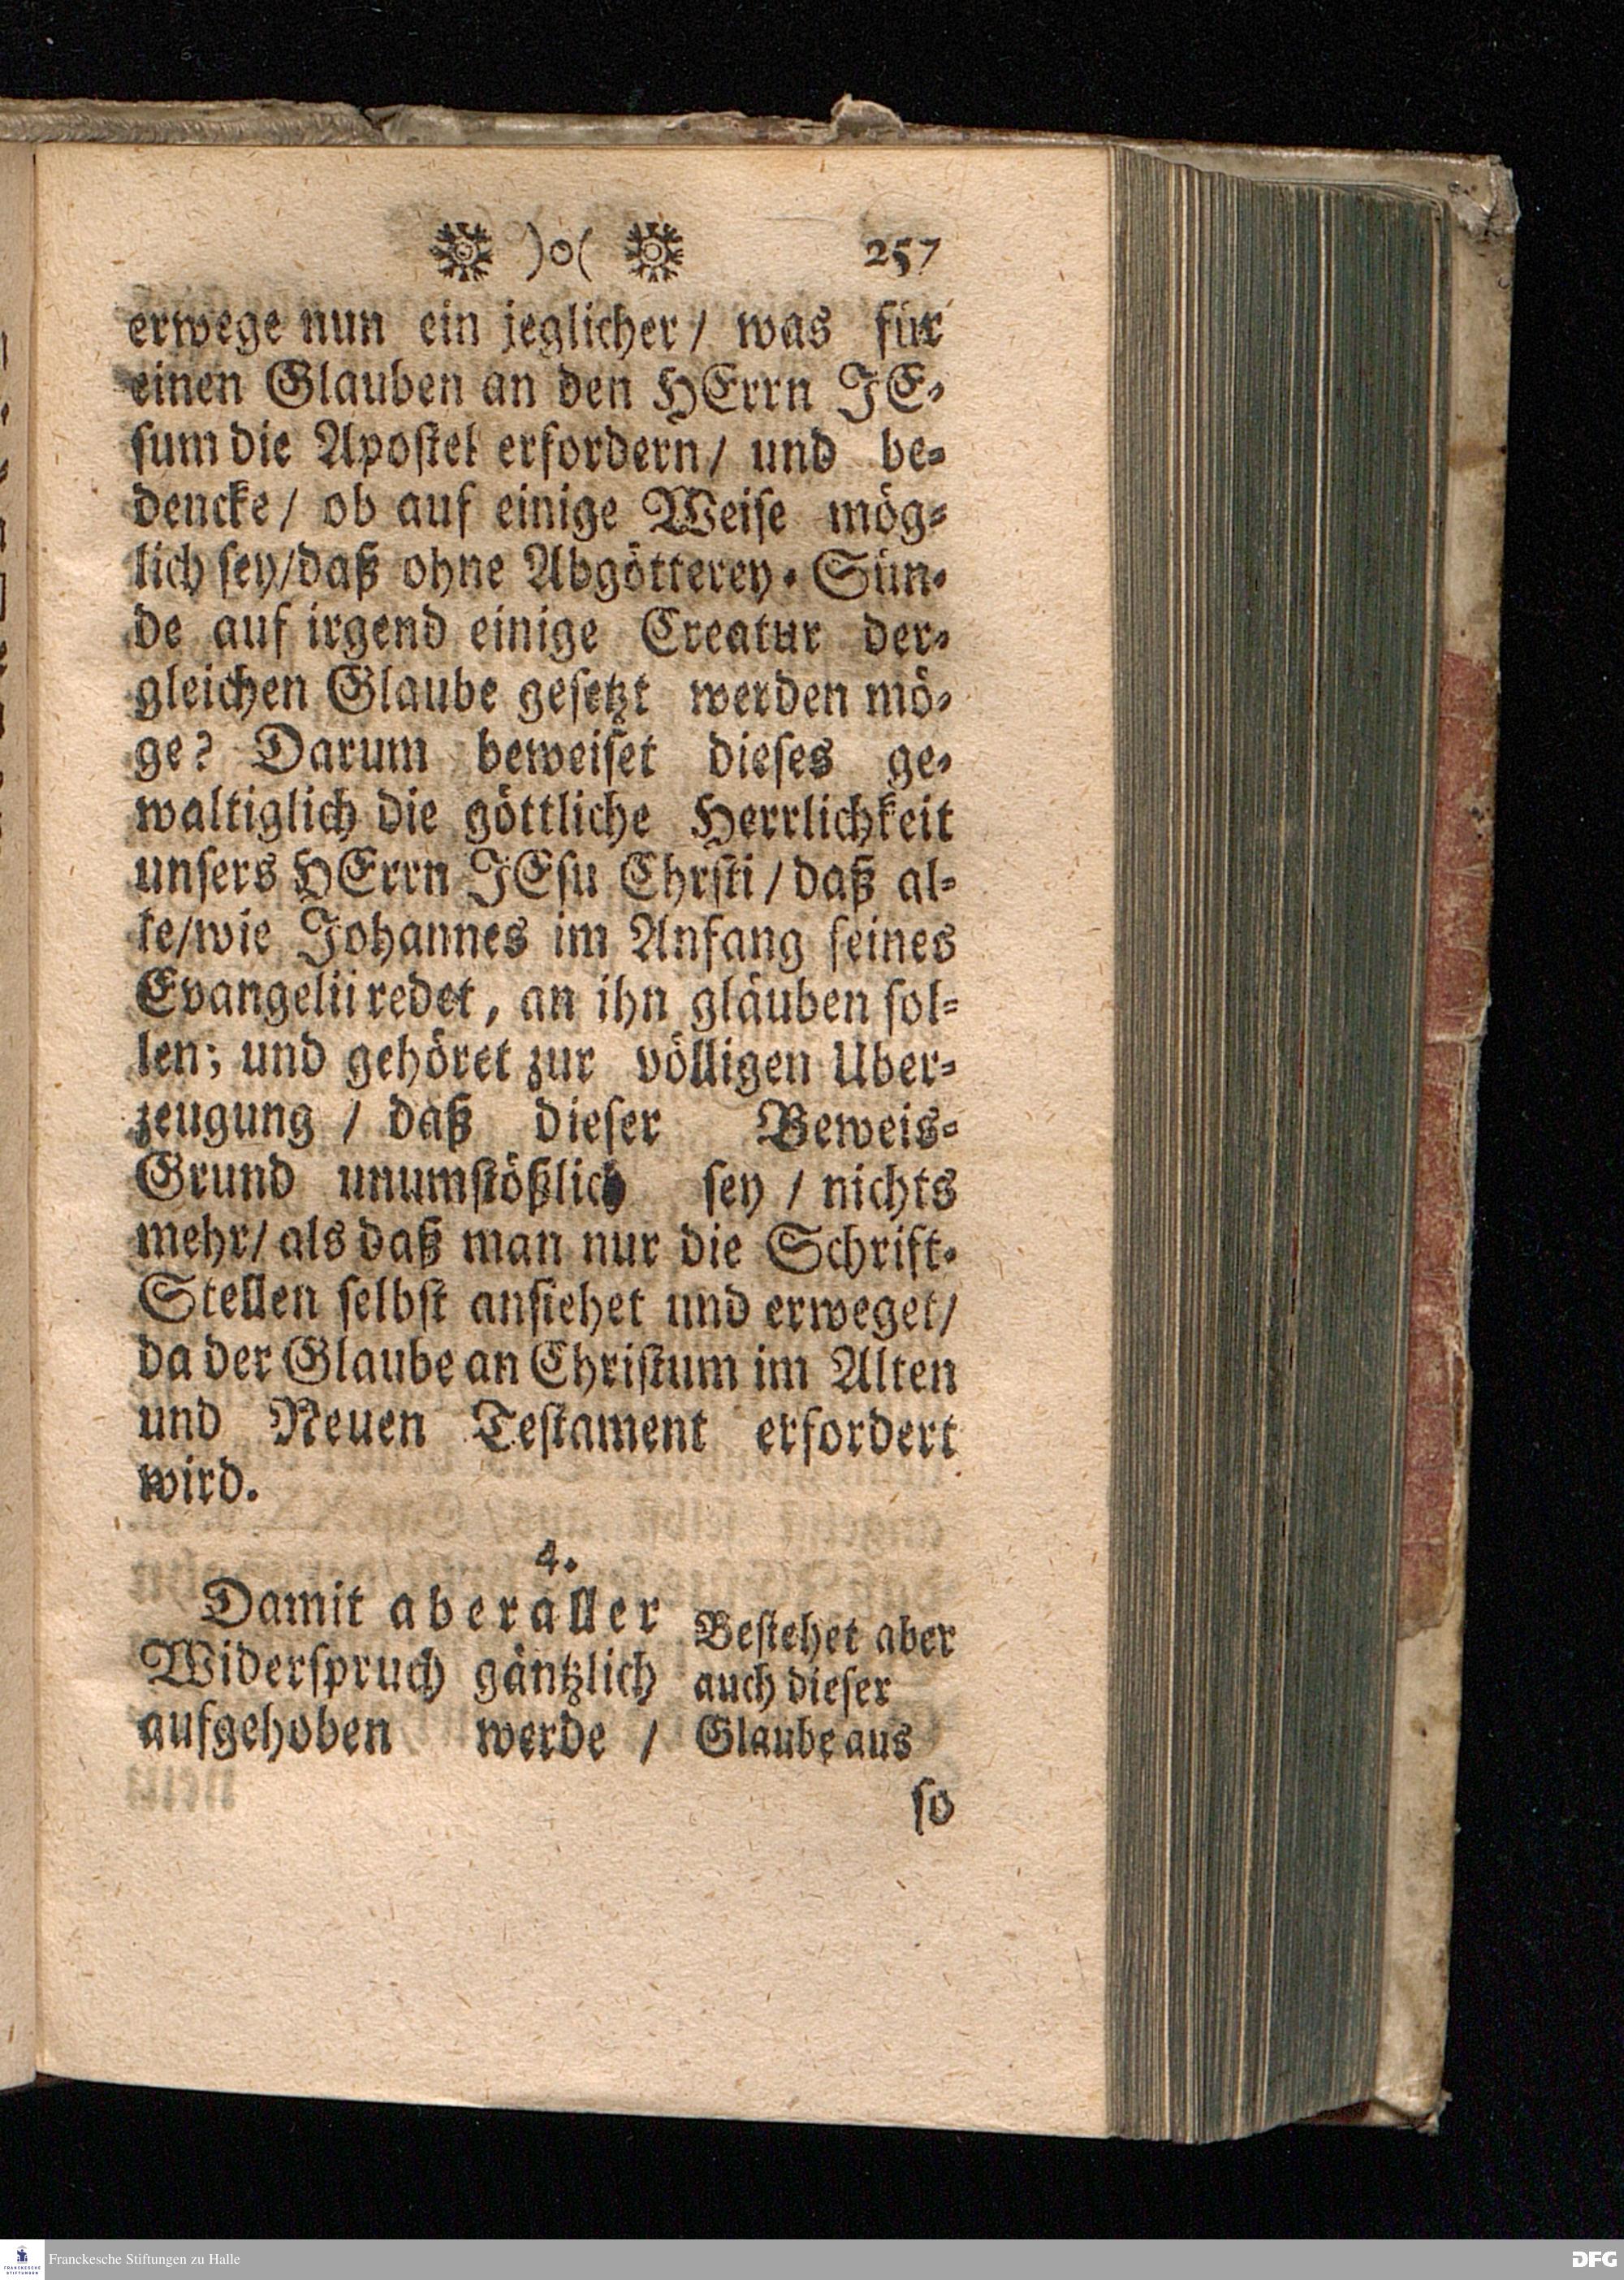 )o( 257
erwege nun ein jeglicher/ was für
einen Glauben an den HErrn JE-
sum die Apostel erfordern/ und be-
dencke/ ob auf einige Weise mög-
lich sey/daß ohne Abgötterey-Sün-
de auf irgend einige Creatur der-
gleichen Glaube gesetzt werden mö-
ge? Darum beweiset dieses ge-
waltiglich die göttliche Herrlichkeit
unsers HErrn JEsu Chrsti/daß al-
le/wie Johannes im Anfang seines
Evangelii redet, an ihn gläuben sol-
len; und gehöret zur völligen Uber-
zeugung / daß dieser Beweis-
Grund unumstößlich sey / nichts
mehr/ als daß man nur die Schrift-
Stellen selbst ansiehet und erweget/
da der Glaube an Christum im Alten
und Neuen Testament erfordert
wird.
4.
Damit aber aller
Widerspruch gäntzlich
aufgehoben werde /
Bestehet aber
auch dieser
Glaube aus
so
Franckesche Stiftungen zu Halle
DFG